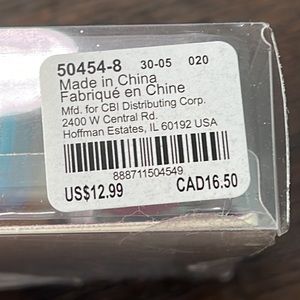 50454-8 30-05 020
Made in China
Fabriqué en Chine
Mfd. for CBI Distributing Corp.
2400 W Central Rd.
Hoffman Estates, IL 60192 USA
888711504549
US$12.99 CAD16.50